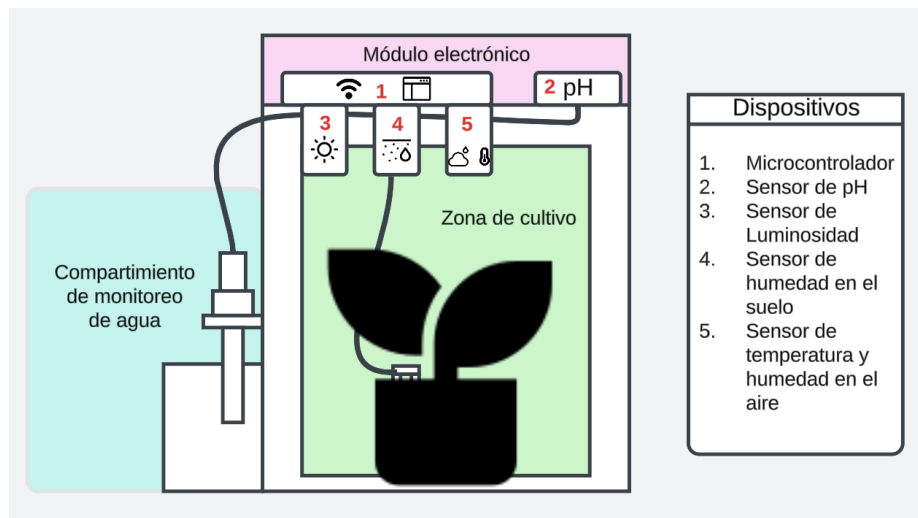 Módulo electrónico
1
2 pH
3
4
5
Zona de cultivo
Compartimiento
de monitoreo
de agua
Dispositivos
1. Microcontrolador
2. Sensor de pH
3. Sensor de
Luminosidad
4. Sensor de
humedad en el
suelo
5. Sensor de
temperatura y
humedad en el
aire